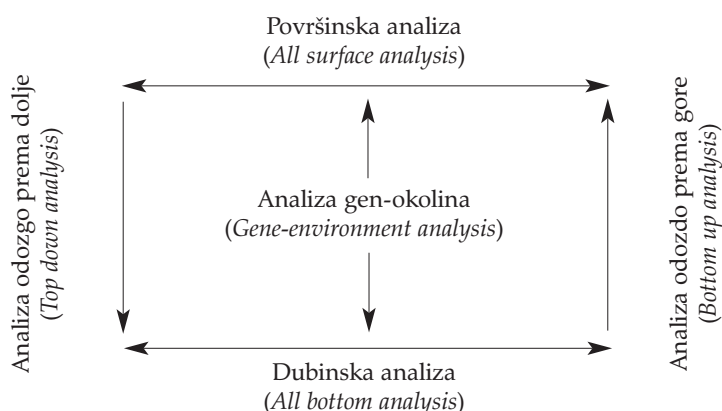 Površinska analiza
(All surface analysis)
Analiza odozgo prema dolje
(Top down analysis)
Analiza gen-okolina
(Gene-environment analysis)
Analiza odozdo prema gore
(Bottom up analysis)
Dubinska analiza
(All bottom analysis)